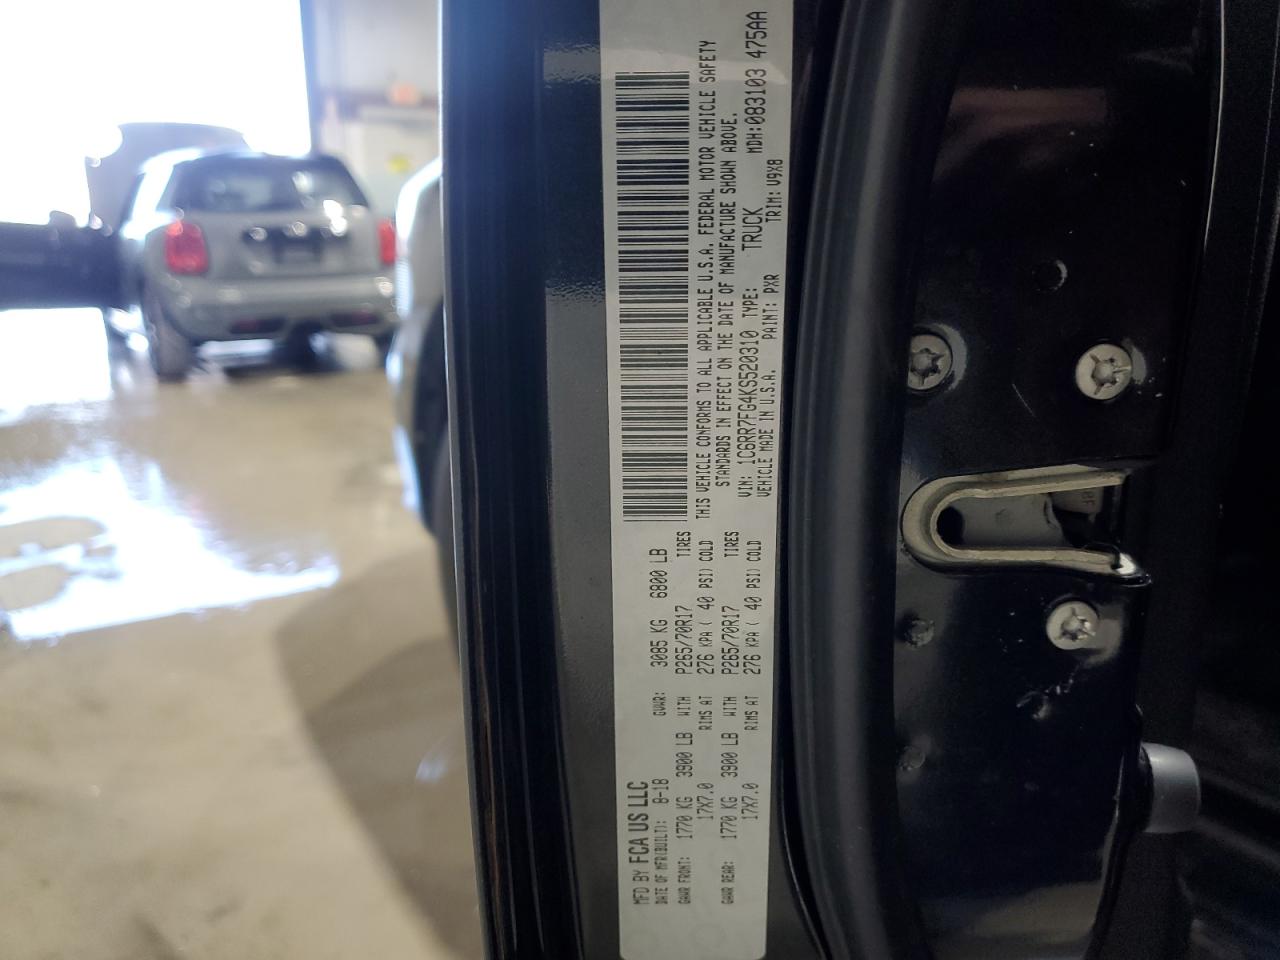 MFD BY FCA US LLC
DATE OF MFR(BUILT): 8-18 GVWR: 3085 KG 6800 LB
GAWR FRONT: 1770 KG 3900 LB WITH P265/70R17 TIRES
17X7.0 RIMS AT 276 KPA ( 40 PSI) COLD
GAWR REAR: 1770 KG 3900 LB WITH P265/70R17 TIRES
17X7.0 RIMS AT 276 KPA ( 40 PSI) COLD
THIS VEHICLE CONFORMS TO ALL APPLICABLE U.S.A. FEDERAL MOTOR VEHICLE SAFETY
STANDARDS IN EFFECT ON THE DATE OF MANUFACTURE SHOWN ABOVE.
VIN: 1C6RR7FG4KS520310 TYPE: TRUCK MDH:083103 475AA
VEHICLE MADE IN U.S.A. PAINT: PXR TRIM: V9X8